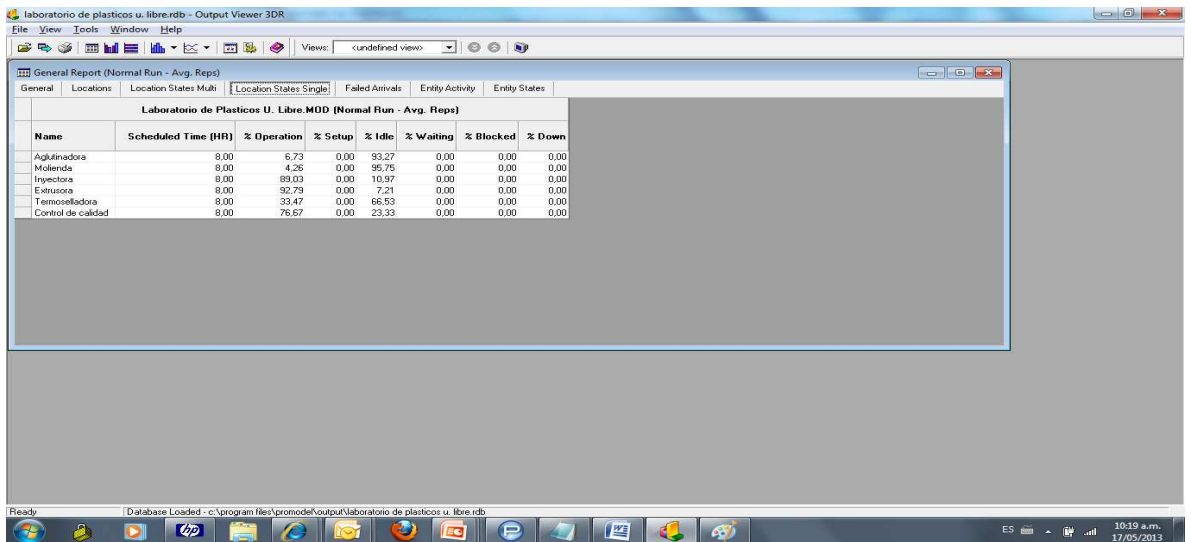 laboratorio de plasticos u. libre.rdb - Output Viewer 3DR
File View Tools Window Help
Views: <undefined view>
General Report (Normal Run - Avg. Reps)
General Locations Location States Multi Location States Single Failed Arrivals Entity Activity Entity States
Laboratorio de Plasticos U. Libre.MOD (Normal Run - Avg. Reps)
Name Scheduled Time (HR) % Operation % Setup % Idle % Waiting % Blocked % Down
Aglutinadora 8,00 6,73 0,00 93,27 0,00 0,00 0,00
Molienda 8,00 4,26 0,00 95,75 0,00 0,00 0,00
Inyectora 8,00 89,03 0,00 10,97 0,00 0,00 0,00
Extrusora 8,00 92,79 0,00 7,21 0,00 0,00 0,00
Termoselladora 8,00 33,47 0,00 66,53 0,00 0,00 0,00
Control de calidad 8,00 76,67 0,00 23,33 0,00 0,00 0,00
Ready Database Loaded - c:\program files\promodel\output\laboratorio de plasticos u. libre.rdb
hp ES 10:19 a.m.
17/05/2013